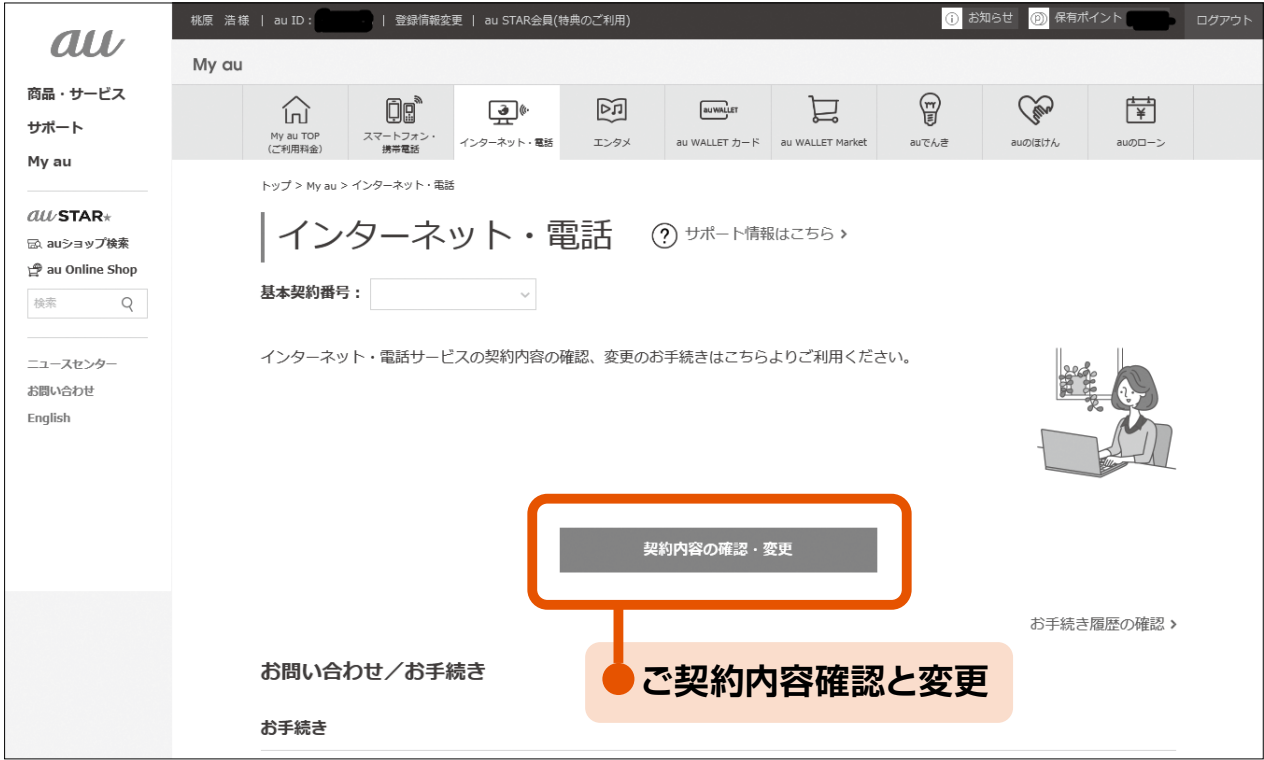 au
商品・サービス
サポート
My au
au STAR★
auショップ検索
au Online Shop
検索
ニュースセンター
お問い合わせ
English
桃原 浩様 | au ID : | 登録情報変更 | au STAR会員(特典のご利用)
お知らせ
保有ポイント
ログアウト
My au
My au TOP
(ご利用料金)
スマートフォン・
携帯電話
インターネット・電話
エンタメ
au WALLET
au WALLET カード
au WALLET Market
auでんき
auのほけん
auのローン
トップ > My au > インターネット・電話
インターネット・電話
サポート情報はこちら >
基本契約番号：
インターネット・電話サービスの契約内容の確認、変更のお手続きはこちらよりご利用ください。
契約内容の確認・変更
お手続き履歴の確認 >
ご契約内容確認と変更
お問い合わせ／お手続き
お手続き